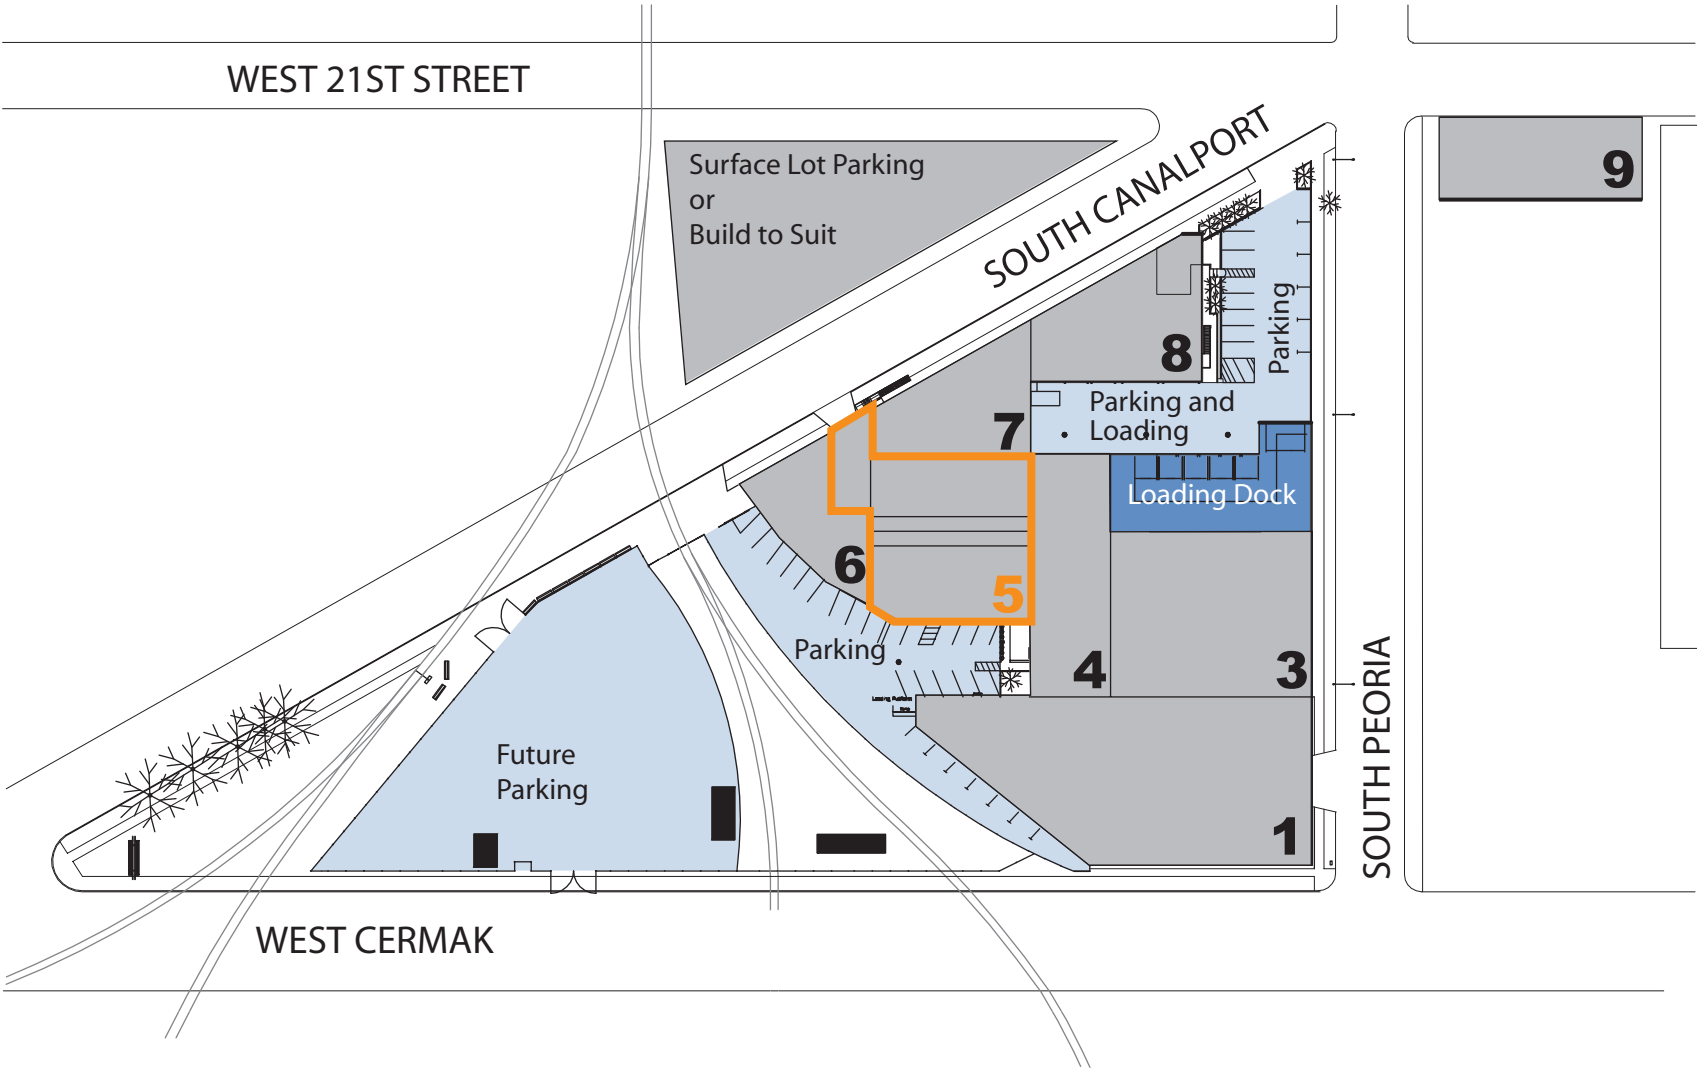 WEST 21ST STREET
Surface Lot Parking
or
Build to Suit
SOUTH CANALPORT
9
Parking
8
Parking and
Loading
7
Loading Dock
6
5
Parking
4
3
SOUTH PEORIA
Future
Parking
1
WEST CERMAK